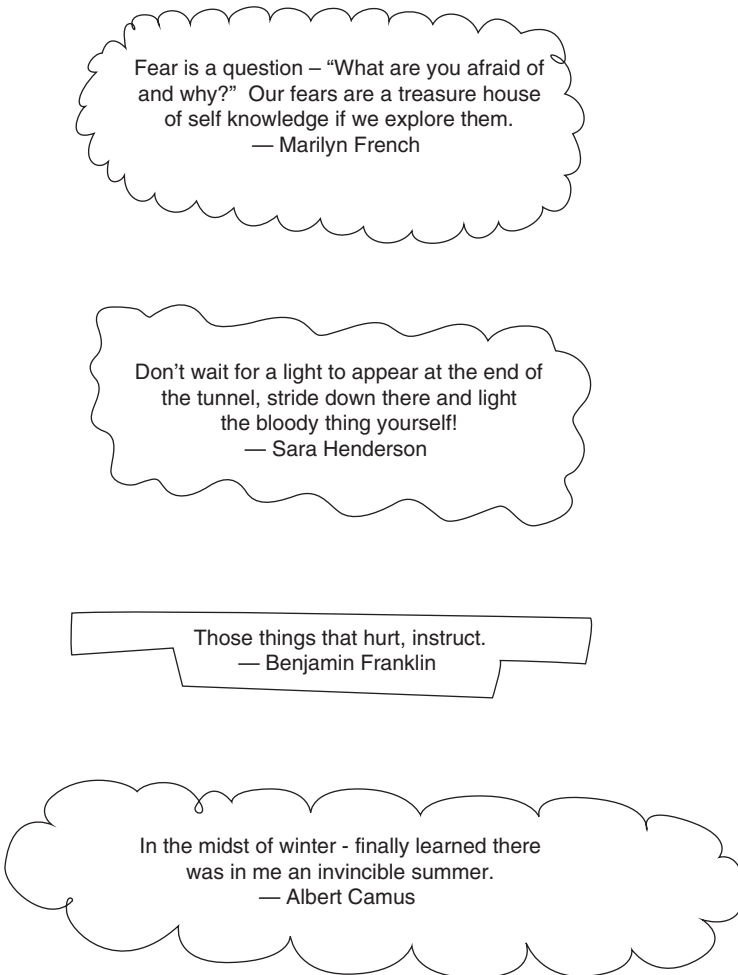 Fear is a question – “What are you afraid of
and why?”  Our fears are a treasure house
of self knowledge if we explore them.
— Marilyn French
Don’t wait for a light to appear at the end of
the tunnel, stride down there and light
the bloody thing yourself!
— Sara Henderson
Those things that hurt, instruct.
— Benjamin Franklin
In the midst of winter - finally learned there
was in me an invincible summer.
— Albert Camus